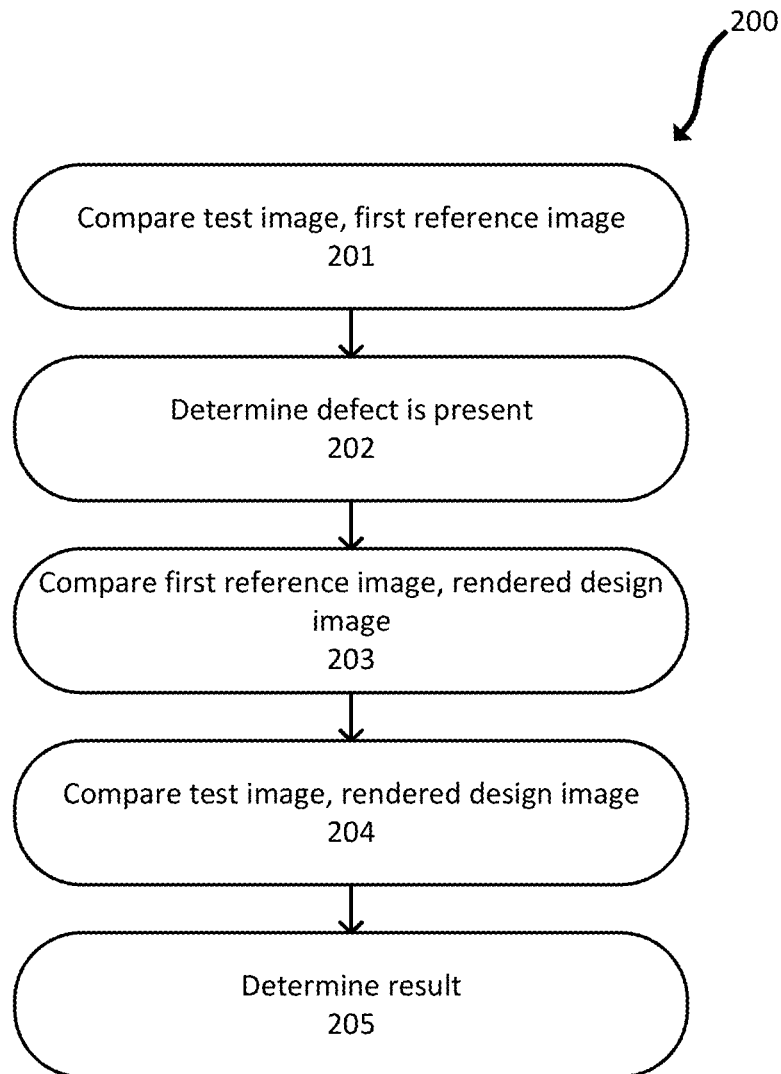 200
Compare test image, first reference image
201
Determine defect is present
202
Compare first reference image, rendered design
image
203
Compare test image, rendered design image
204
Determine result
205